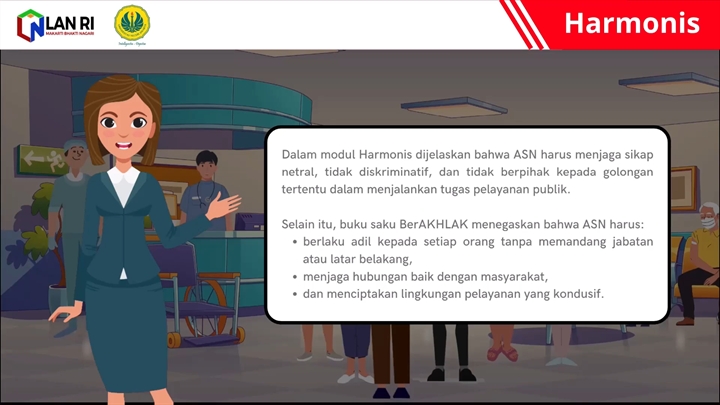 LAN RI
MAKARTI BHAKTI NAGARI
Harmonis
Dalam modul Harmonis dijelaskan bahwa ASN harus menjaga sikap
netral, tidak diskriminatif, dan tidak berpihak kepada golongan
tertentu dalam menjalankan tugas pelayanan publik.
Selain itu, buku saku BerAKHLAK menegaskan bahwa ASN harus:
• berlaku adil kepada setiap orang tanpa memandang jabatan
atau latar belakang,
• menjaga hubungan baik dengan masyarakat,
• dan menciptakan lingkungan pelayanan yang kondusif.